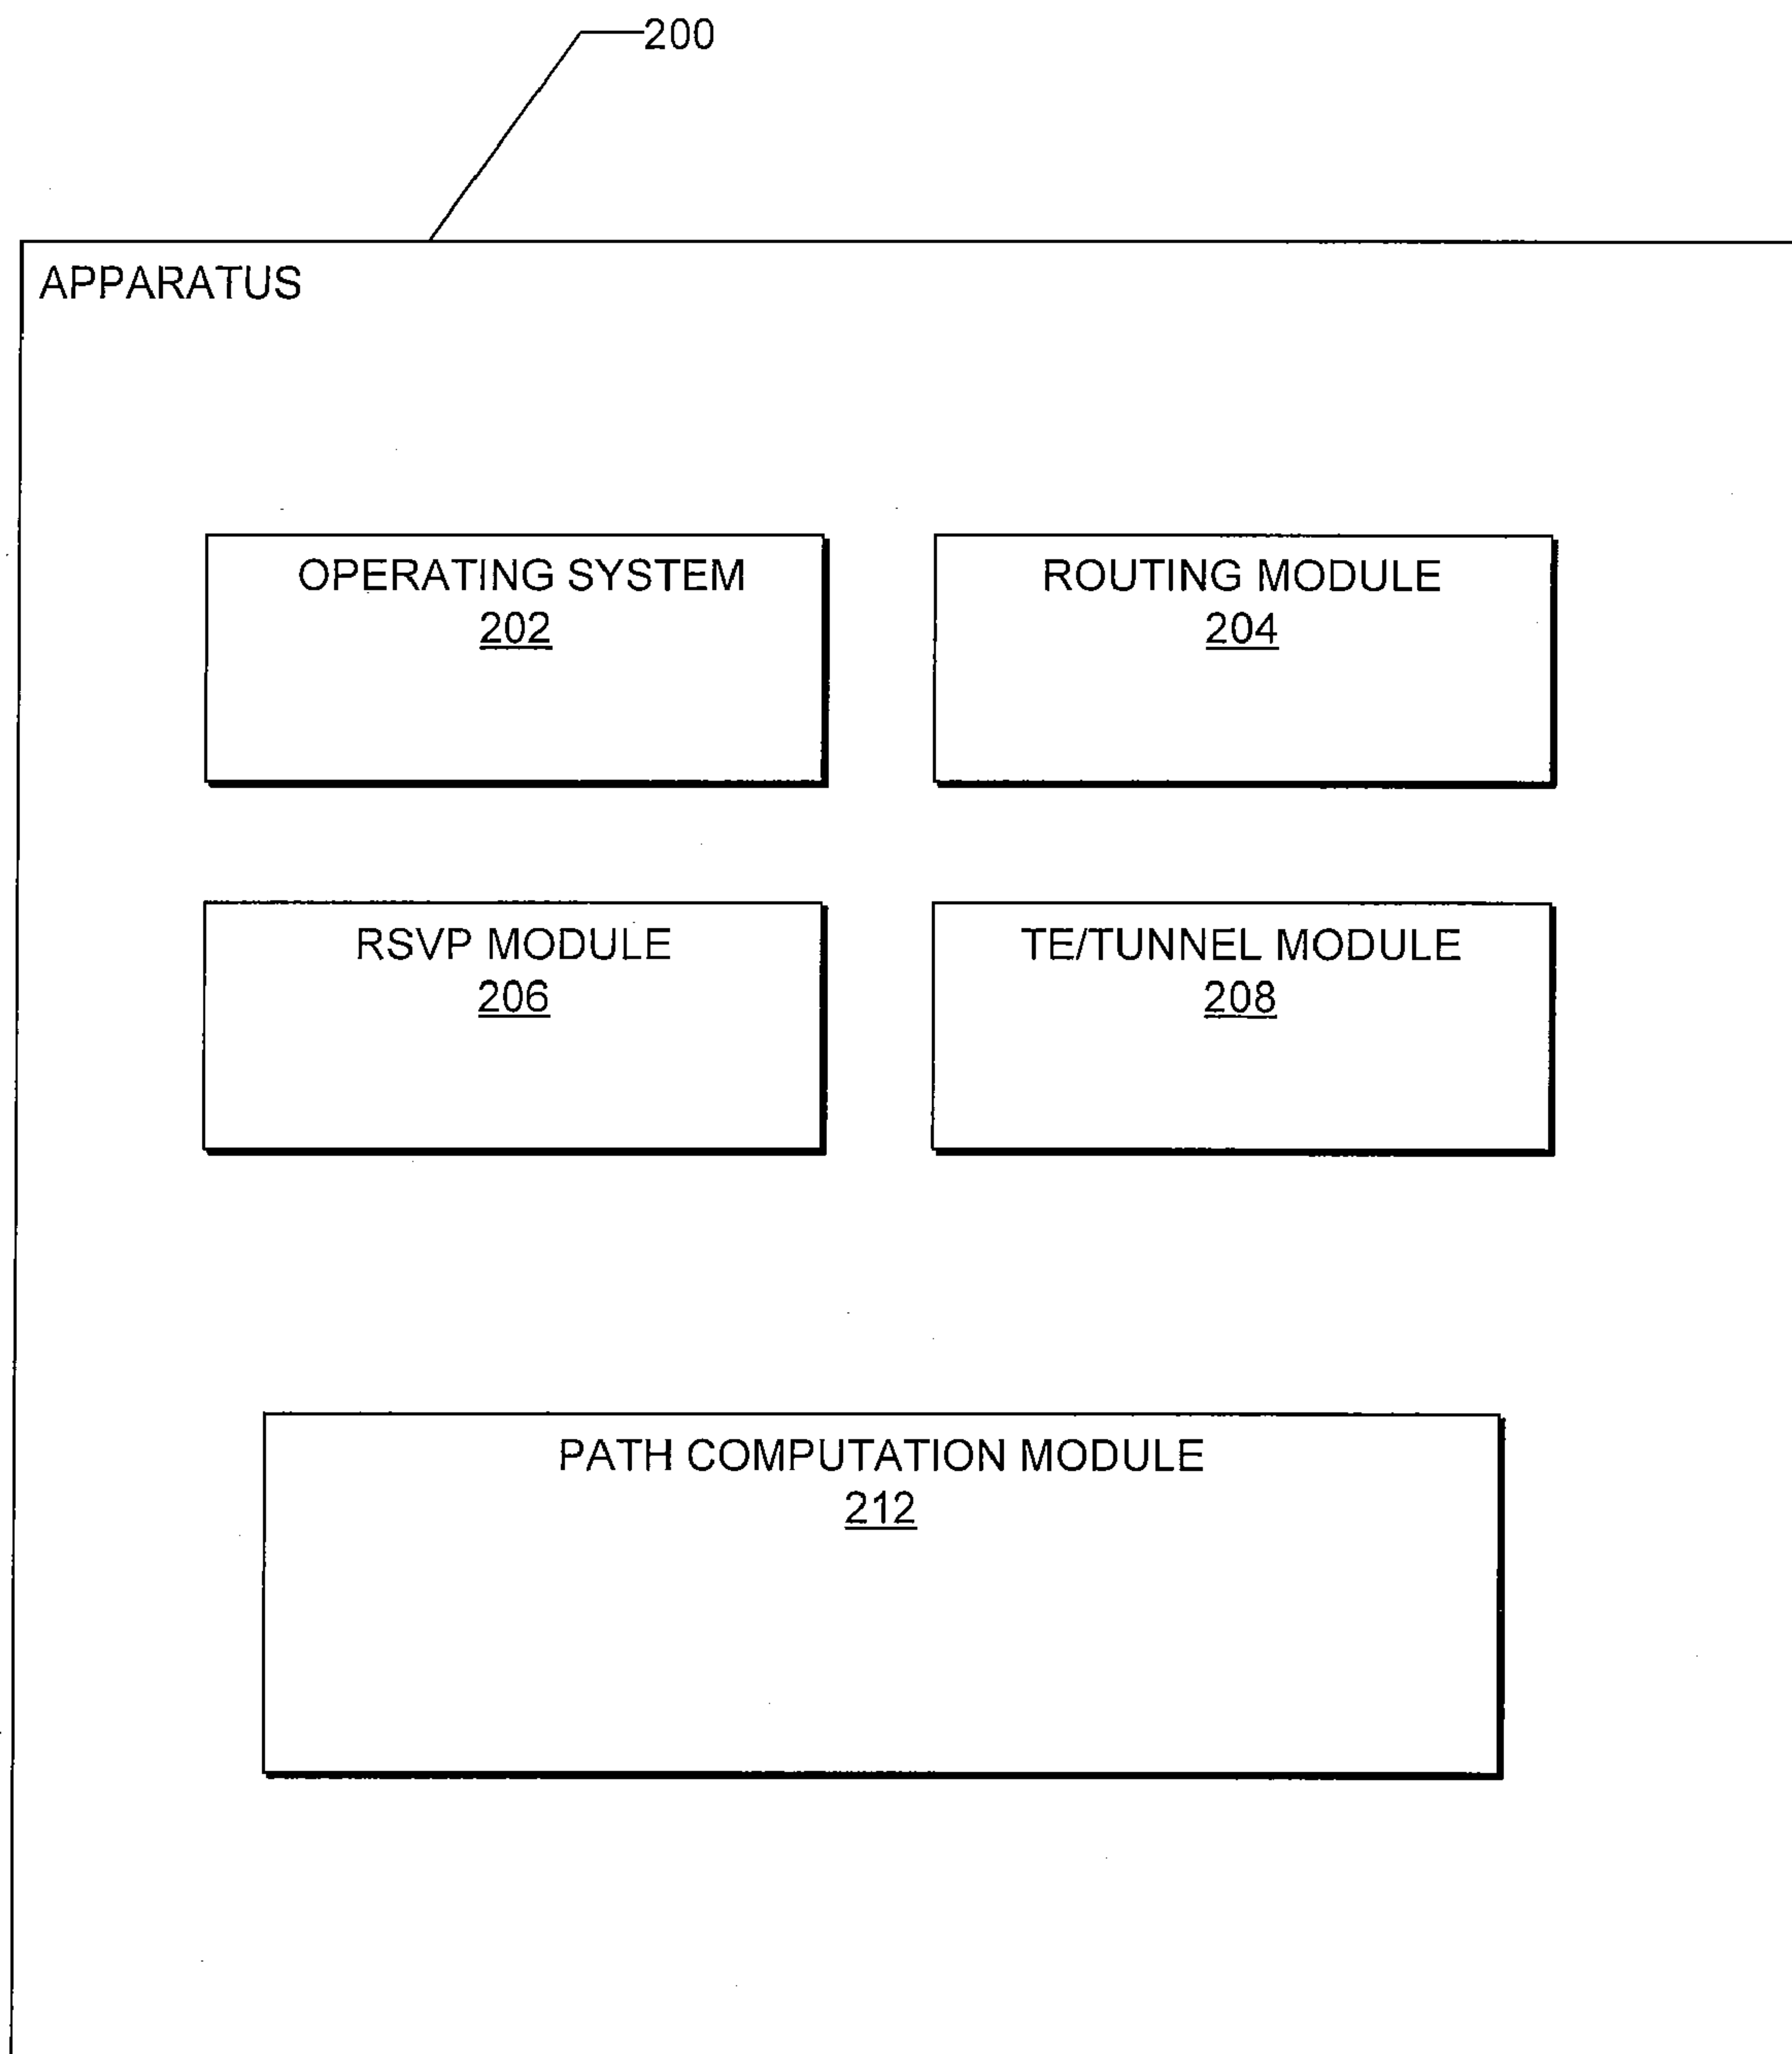 200
APPARATUS
OPERATING SYSTEM
202
ROUTING MODULE
204
RSVP MODULE
206
TE/TUNNEL MODULE
208
PATH COMPUTATION MODULE
212